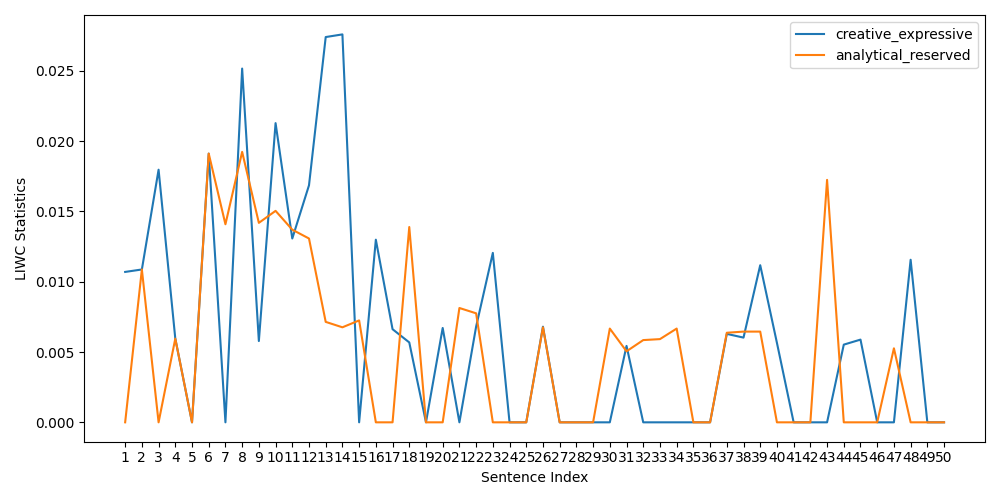 creative_expressive
analytical_reserved
0.025
0.020
0.015
0.010
0.005
0.000
LIWC Statistics
1 2 3 4 5 6 7 8 9 10 11 12 13 14 15 16 17 18 19 20 21 22 23 24 25 26 27 28 29 30 31 32 33 34 35 36 37 38 39 40 41 42 43 44 45 46 47 48 49 50
Sentence Index